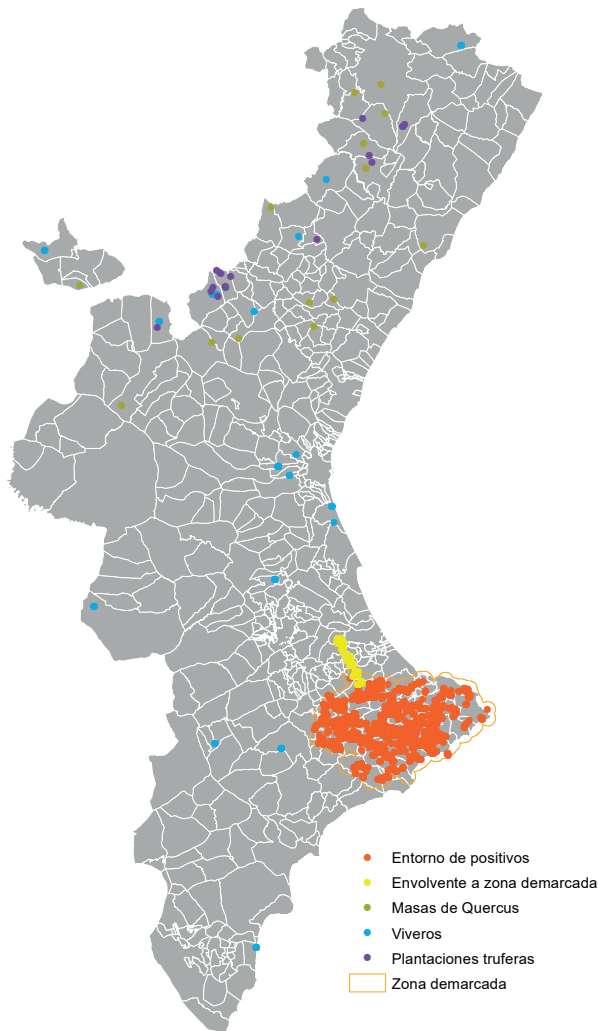 Entorno de positivos
Envolvente a zona demarcada
Masas de Quercus
Viveros
Plantaciones truferas
Zona demarcada